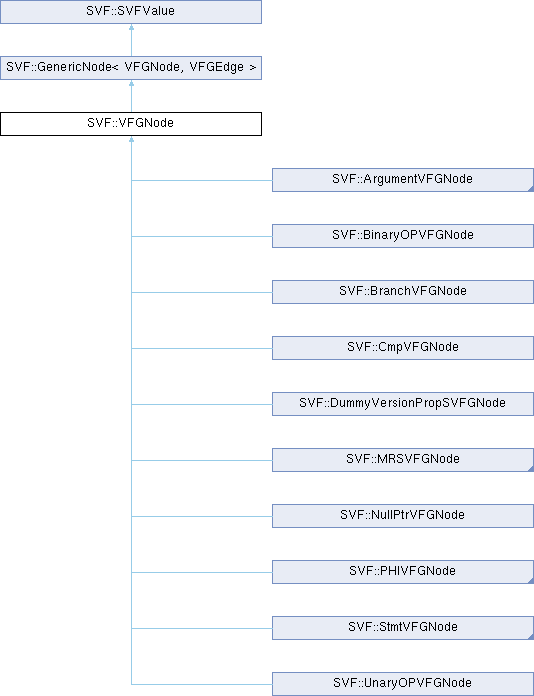 SVF::SVFValue
SVF::GenericNode< VFGNode, VFGEdge >
SVF::VFGNode
SVF::ArgumentVFGNode
SVF::BinaryOPVFGNode
SVF::BranchVFGNode
SVF::CmpVFGNode
SVF::DummyVersionPropSVFGNode
SVF::MRSVFGNode
SVF::NullPtrVFGNode
SVF::PHIVFGNode
SVF::StmtVFGNode
SVF::UnaryOPVFGNode